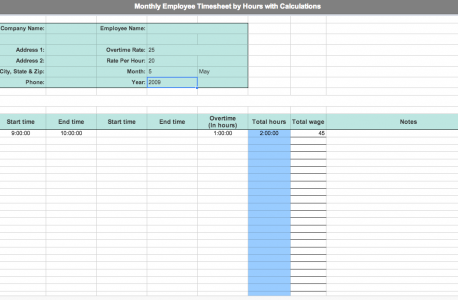 Monthly Employee Timesheet by Hours with Calculations
Company Name: Employee Name:
Address 1: Overtime Rate: 25
Address 2: Rate Per Hour: 20
City, State & Zip: Month: 5 May
Phone: Year: 2009
Start time End time Start time End time Overtime (in hours) Total hours Total wage Notes
9:00:00 10:00:00 1:00:00 2:00:00 45